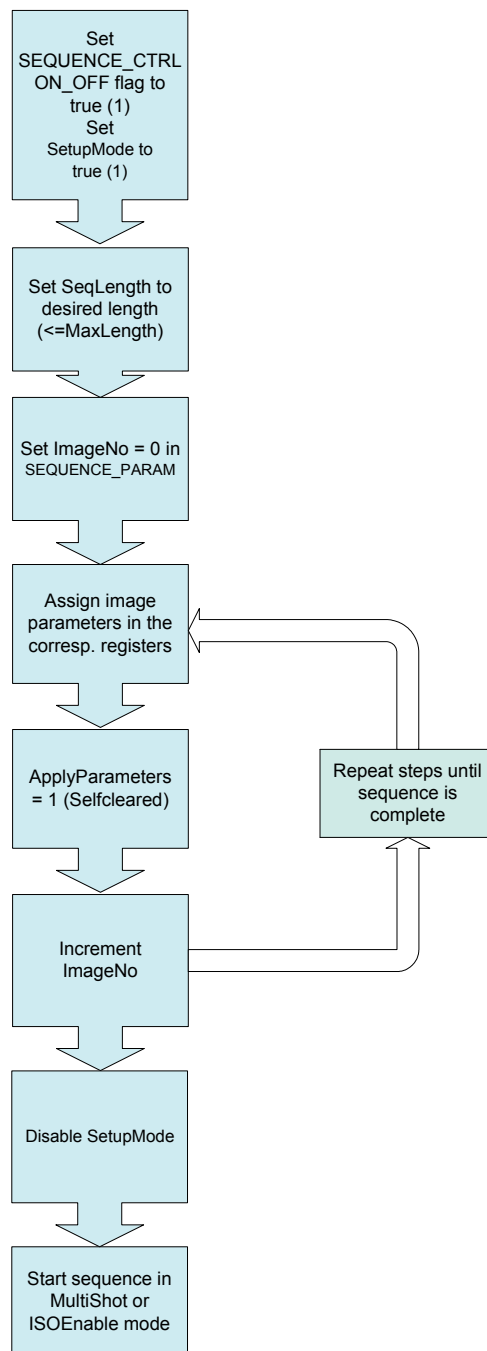 Set
SEQUENCE_CTRL
ON_OFF flag to
true (1)
Set
SetupMode to
true (1)
Set SeqLength to
desired length
(<=MaxLength)
Set ImageNo = 0 in
SEQUENCE_PARAM
Assign image
parameters in the
corresp. registers
ApplyParameters
= 1 (Selfcleared)
Repeat steps until
sequence is
complete
Increment
ImageNo
Disable SetupMode
Start sequence in
MultiShot or
ISOEnable mode